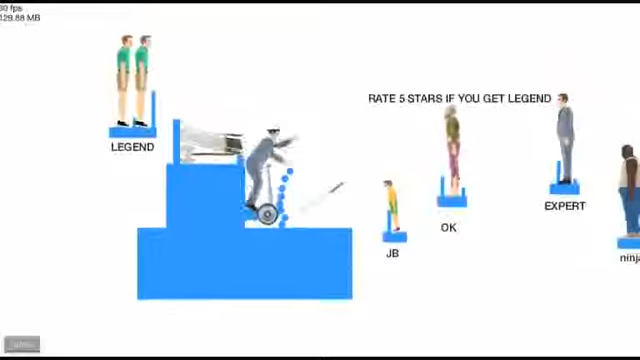 30 fps
129.88 MB
RATE 5 STARS IF YOU GET LEGEND
LEGEND
EXPERT
OK
JB
ninja